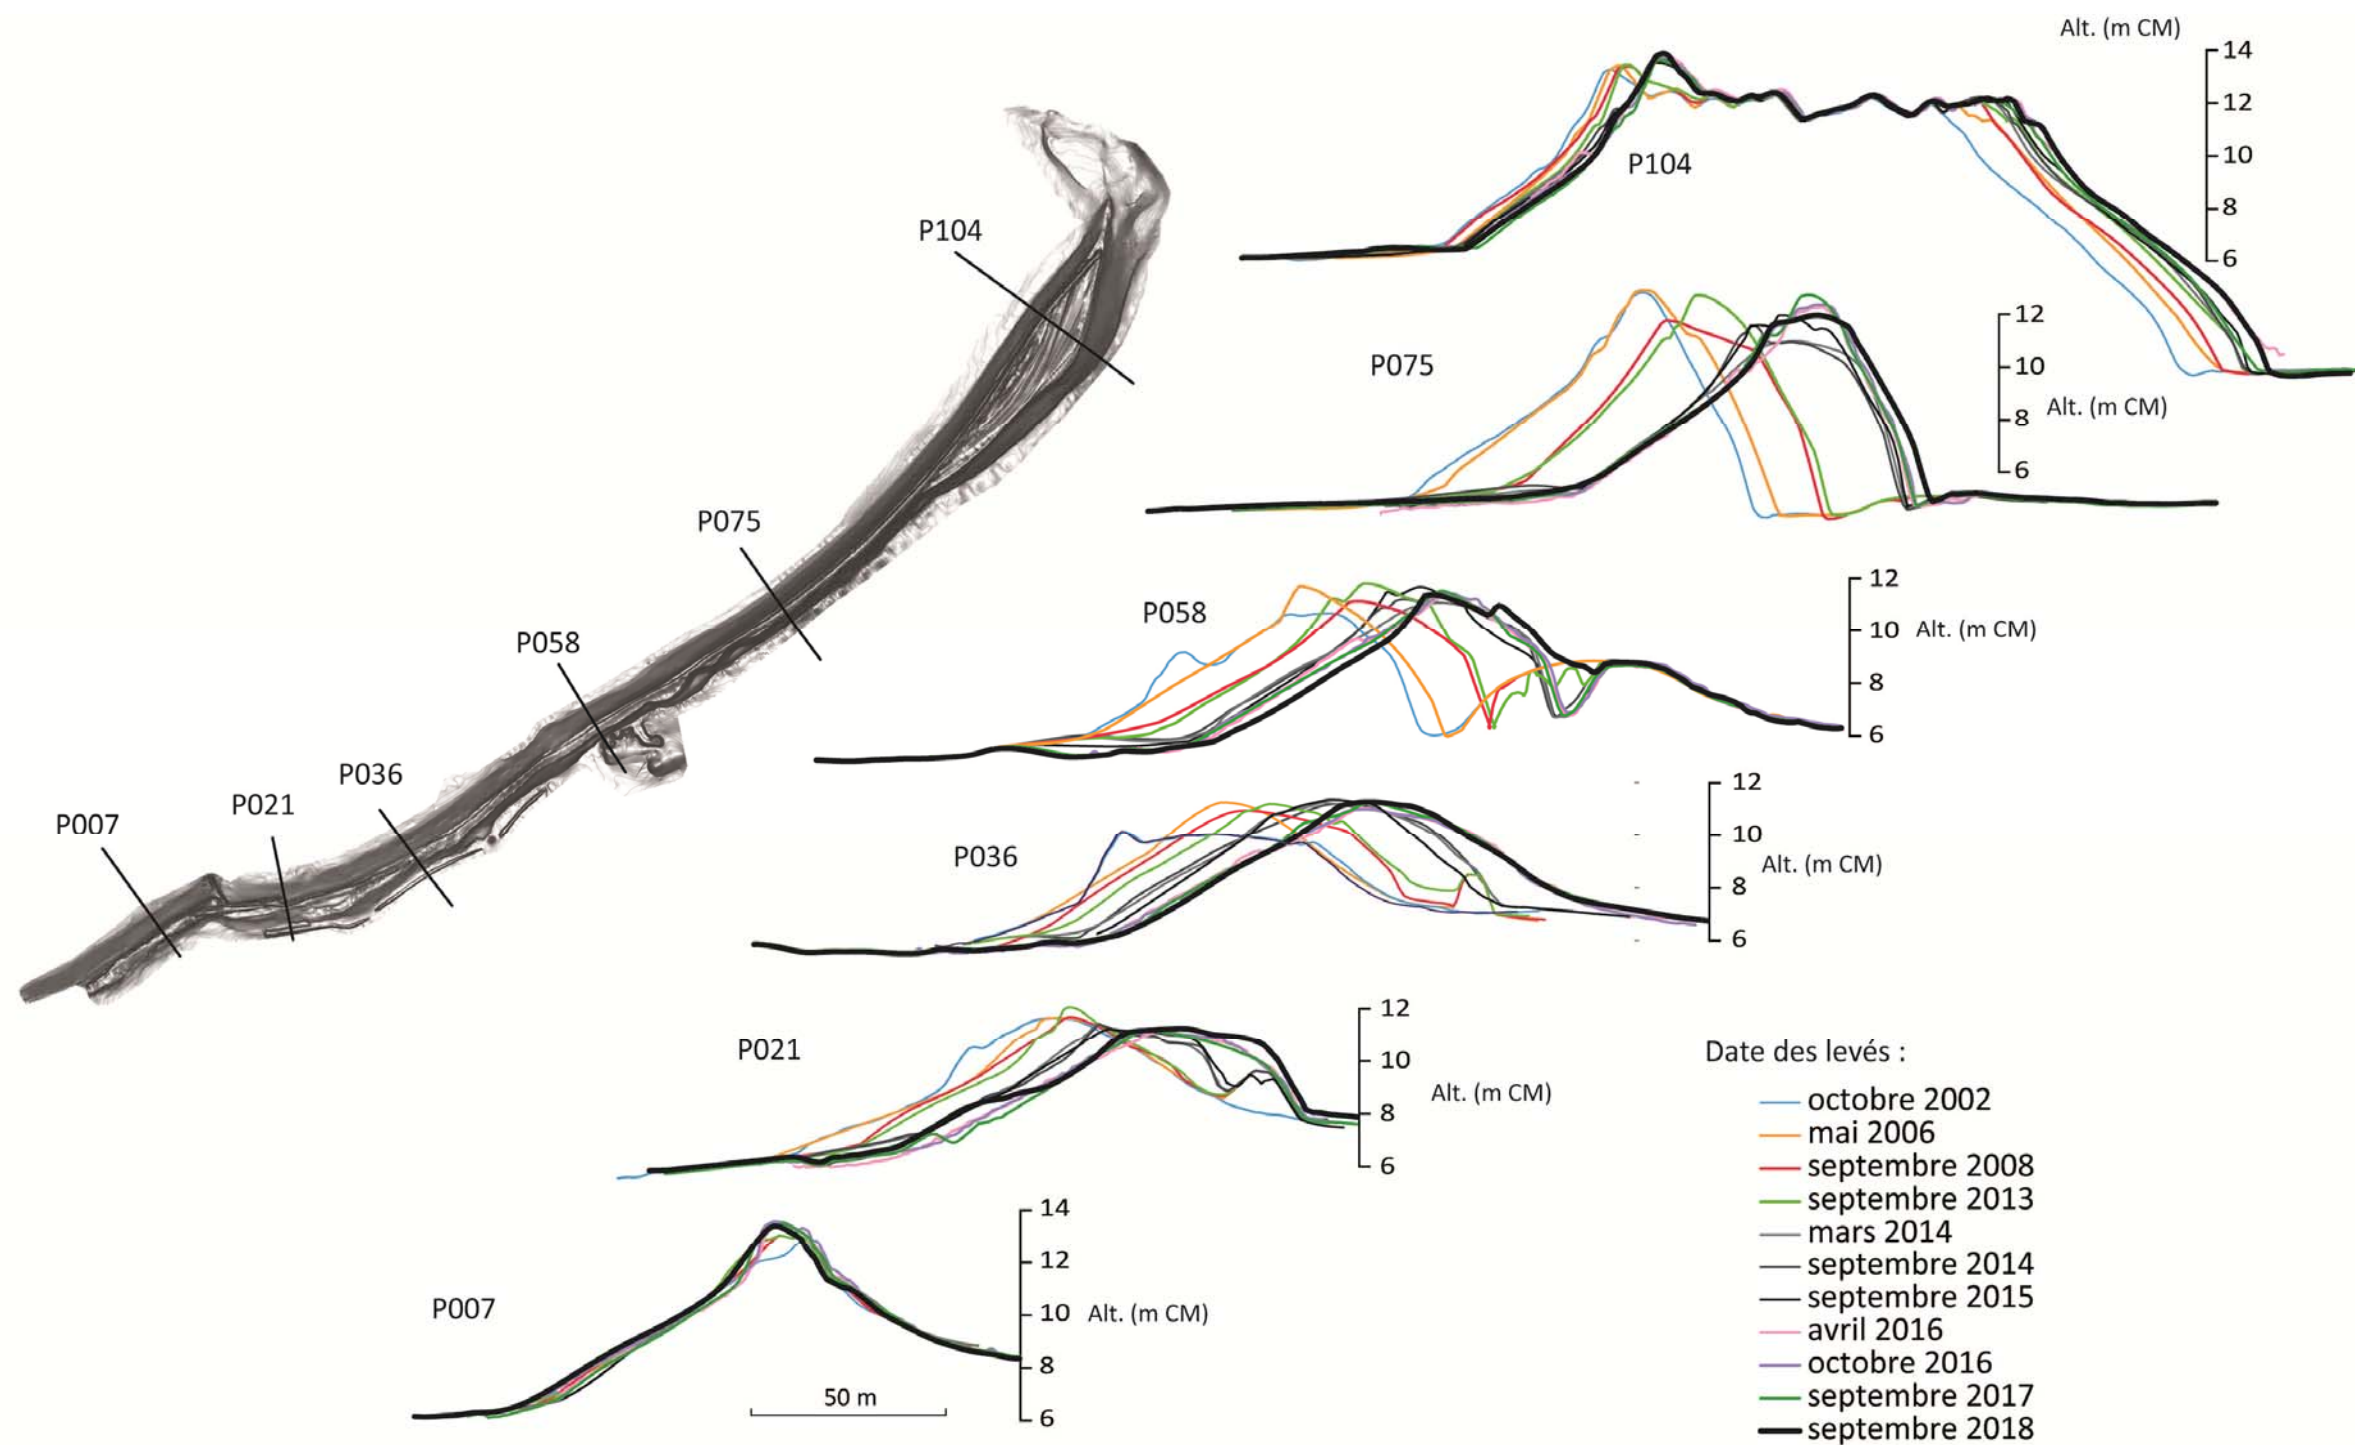 Alt. (m CM)
14
12
10
8
6
P104
P104
12
10
8
6
Alt. (m CM)
P075
P075
12
10
8
6
Alt. (m CM)
P058
P058
12
10
8
6
Alt. (m CM)
P036
P036
P021
P007
12
10
8
6
Alt. (m CM)
P021
14
12
10
8
6
Alt. (m CM)
P007
50 m
Date des levés :
octobre 2002
mai 2006
septembre 2008
septembre 2013
mars 2014
septembre 2014
septembre 2015
avril 2016
octobre 2016
septembre 2017
septembre 2018